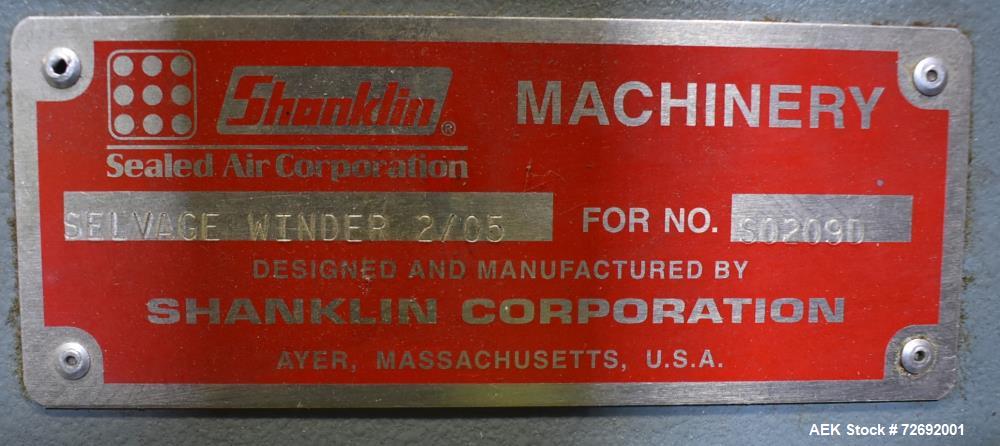 Shanklin® MACHINERY
Sealed Air Corporation
SELVAGE WINDER 2/05 FOR NO. S0209D
DESIGNED AND MANUFACTURED BY
SHANKLIN CORPORATION
AYER, MASSACHUSETTS, U.S.A.
AEK Stock # 72692001